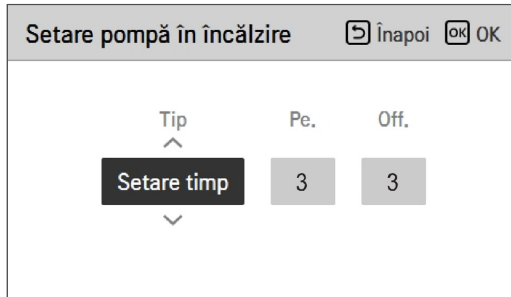 Setare pompă în încălzire Înapoi OK OK
Tip Pe. Off.
Setare timp 3 3